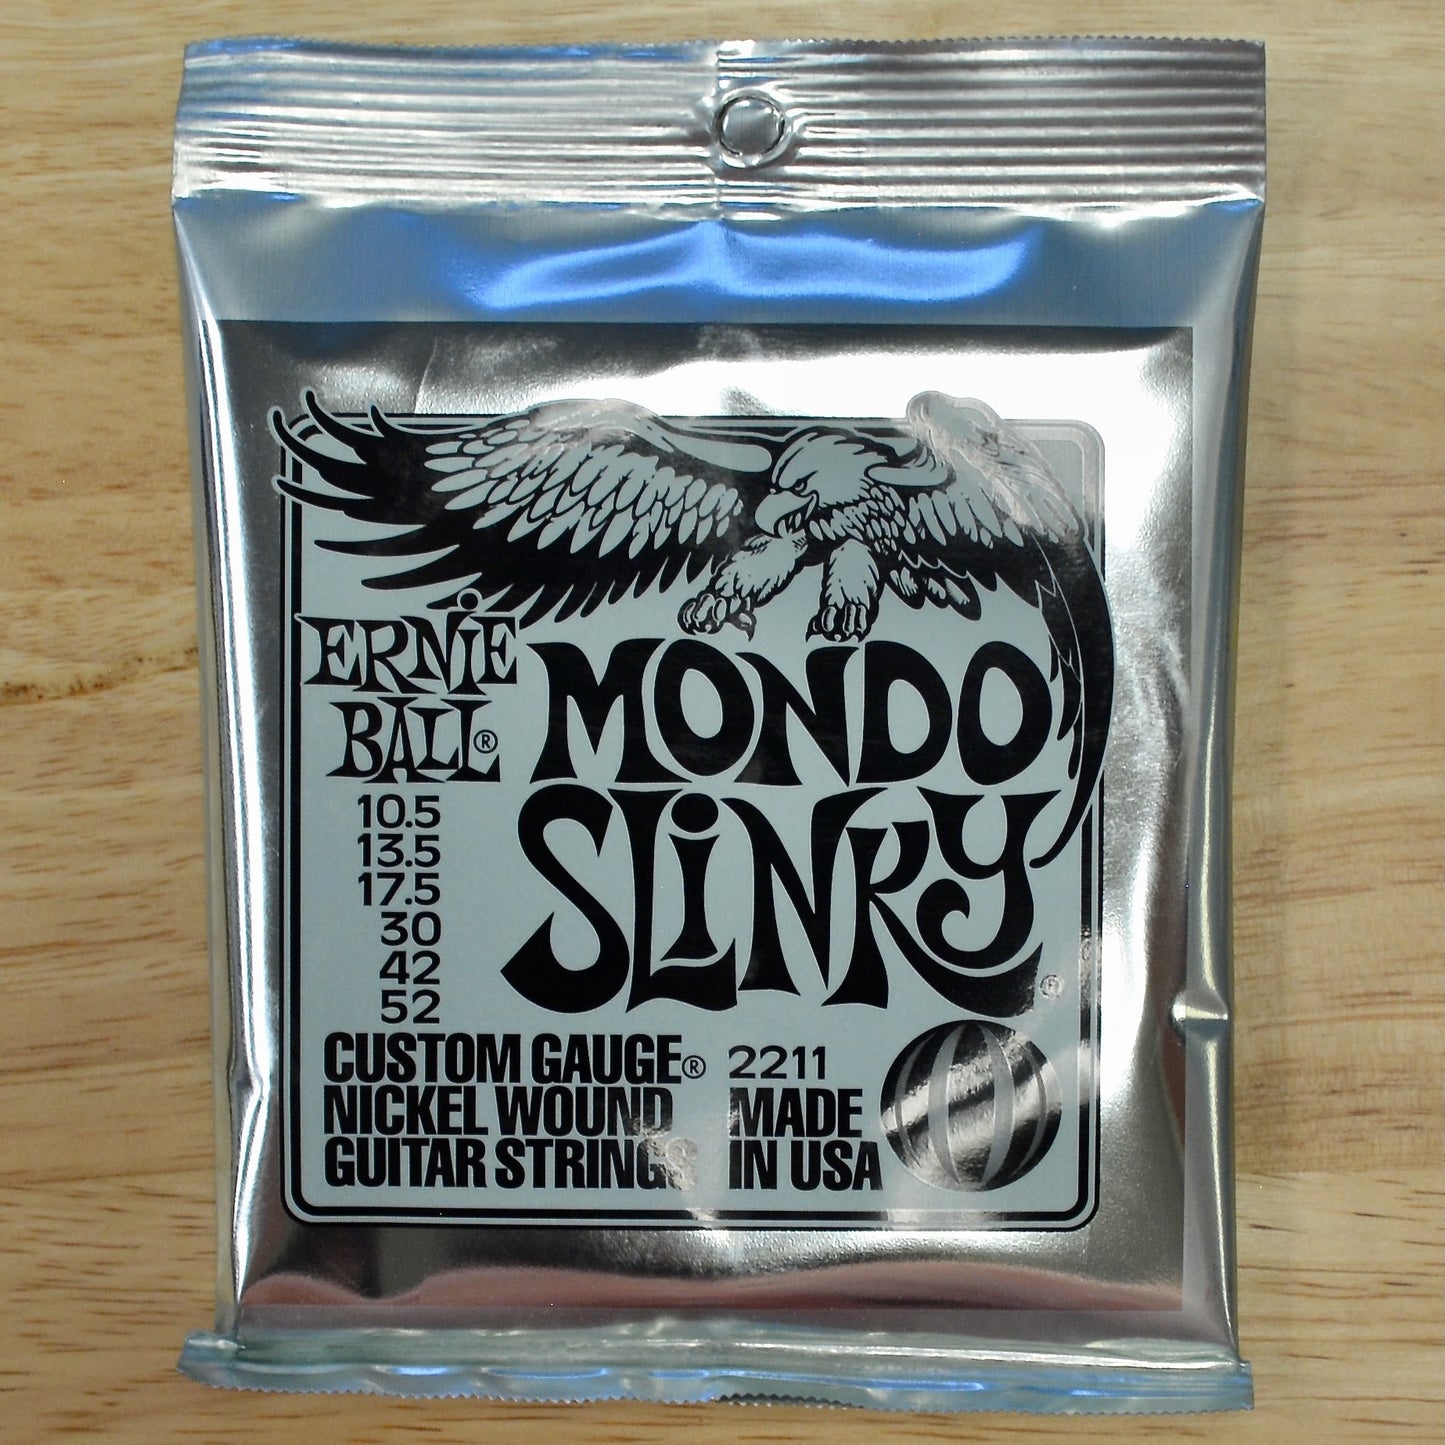 ERNiE
BALL®
MONDO
SLiNKY®
10.5
13.5
17.5
30
42
52
CUSTOM GAUGE®
NICKEL WOUND
GUITAR STRINGS
2211
MADE
IN USA